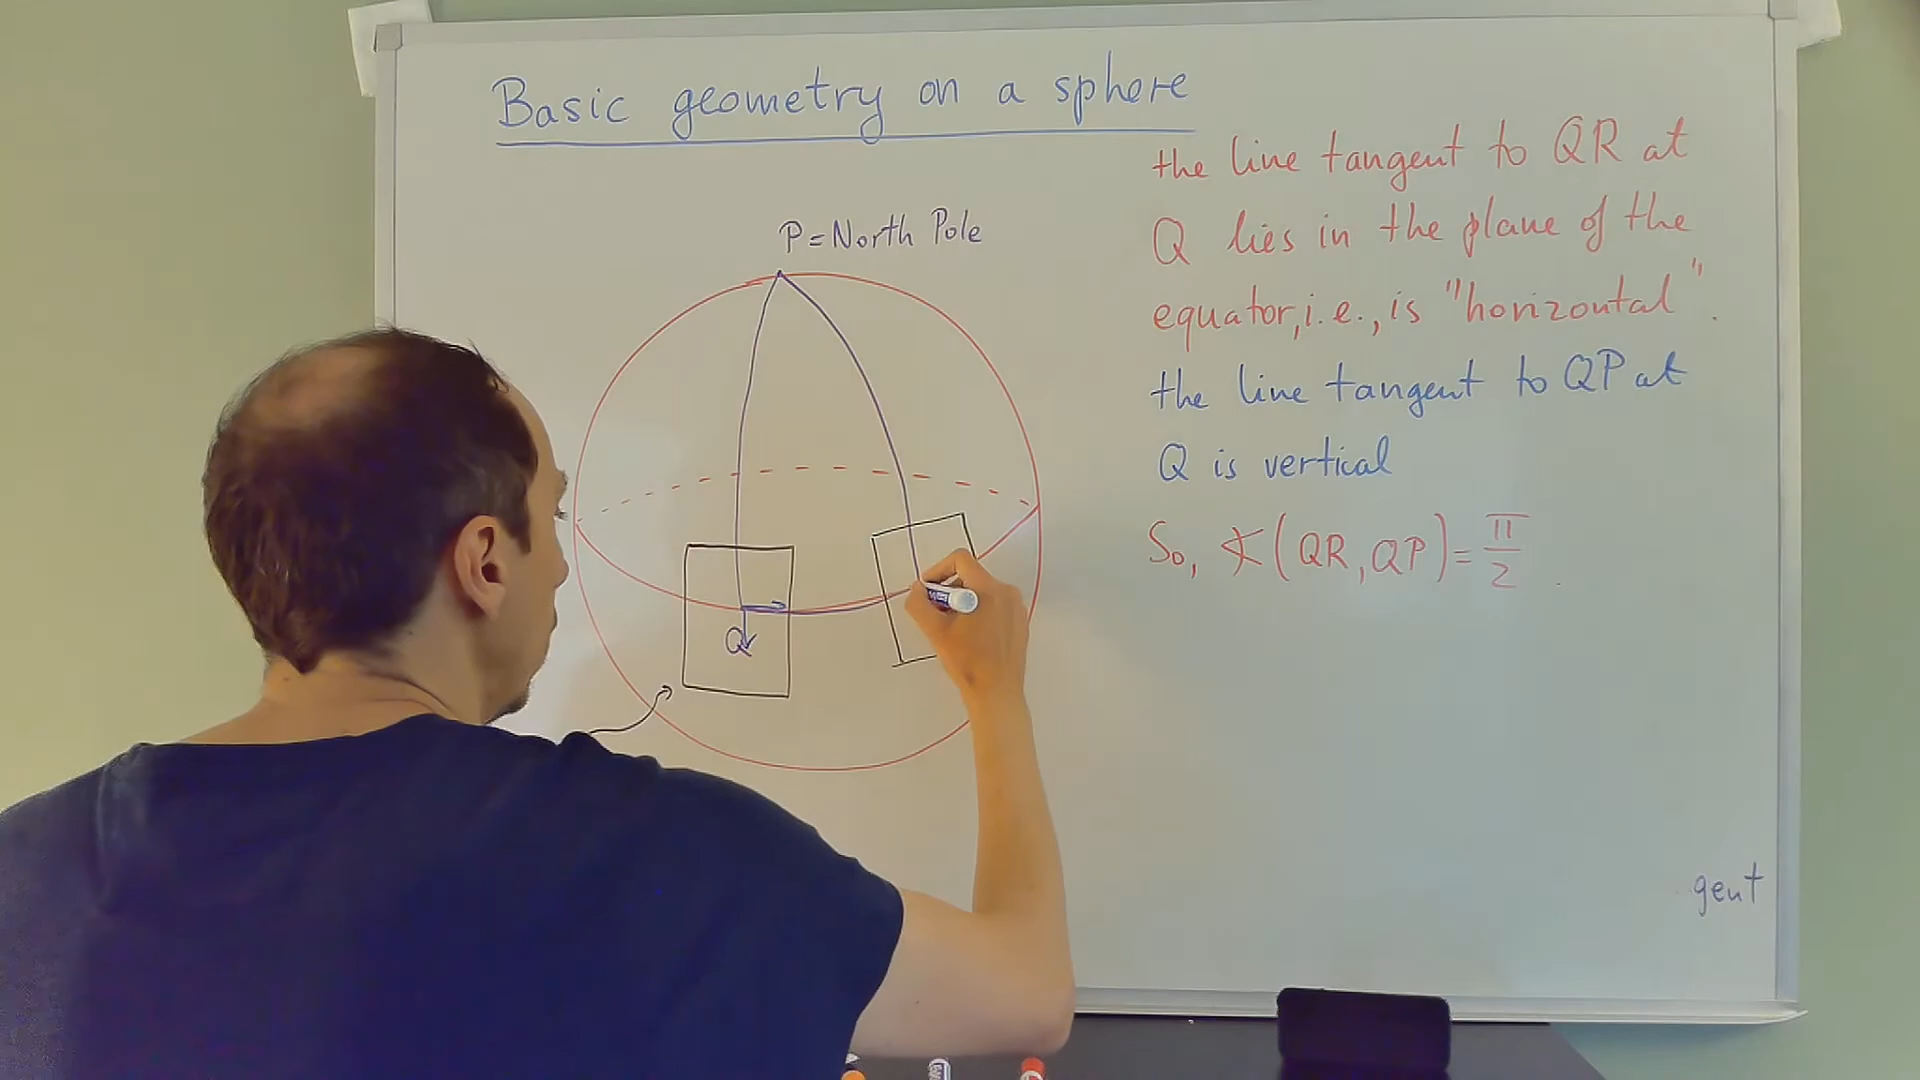 Basic geometry on a sphere
P = North Pole
Q
the line tangent to QR at
Q lies in the plane of the
equator, i.e., is "horizontal".
the line tangent to QP at
Q is vertical
So, ∢(QR, QP) = π/2.
gent